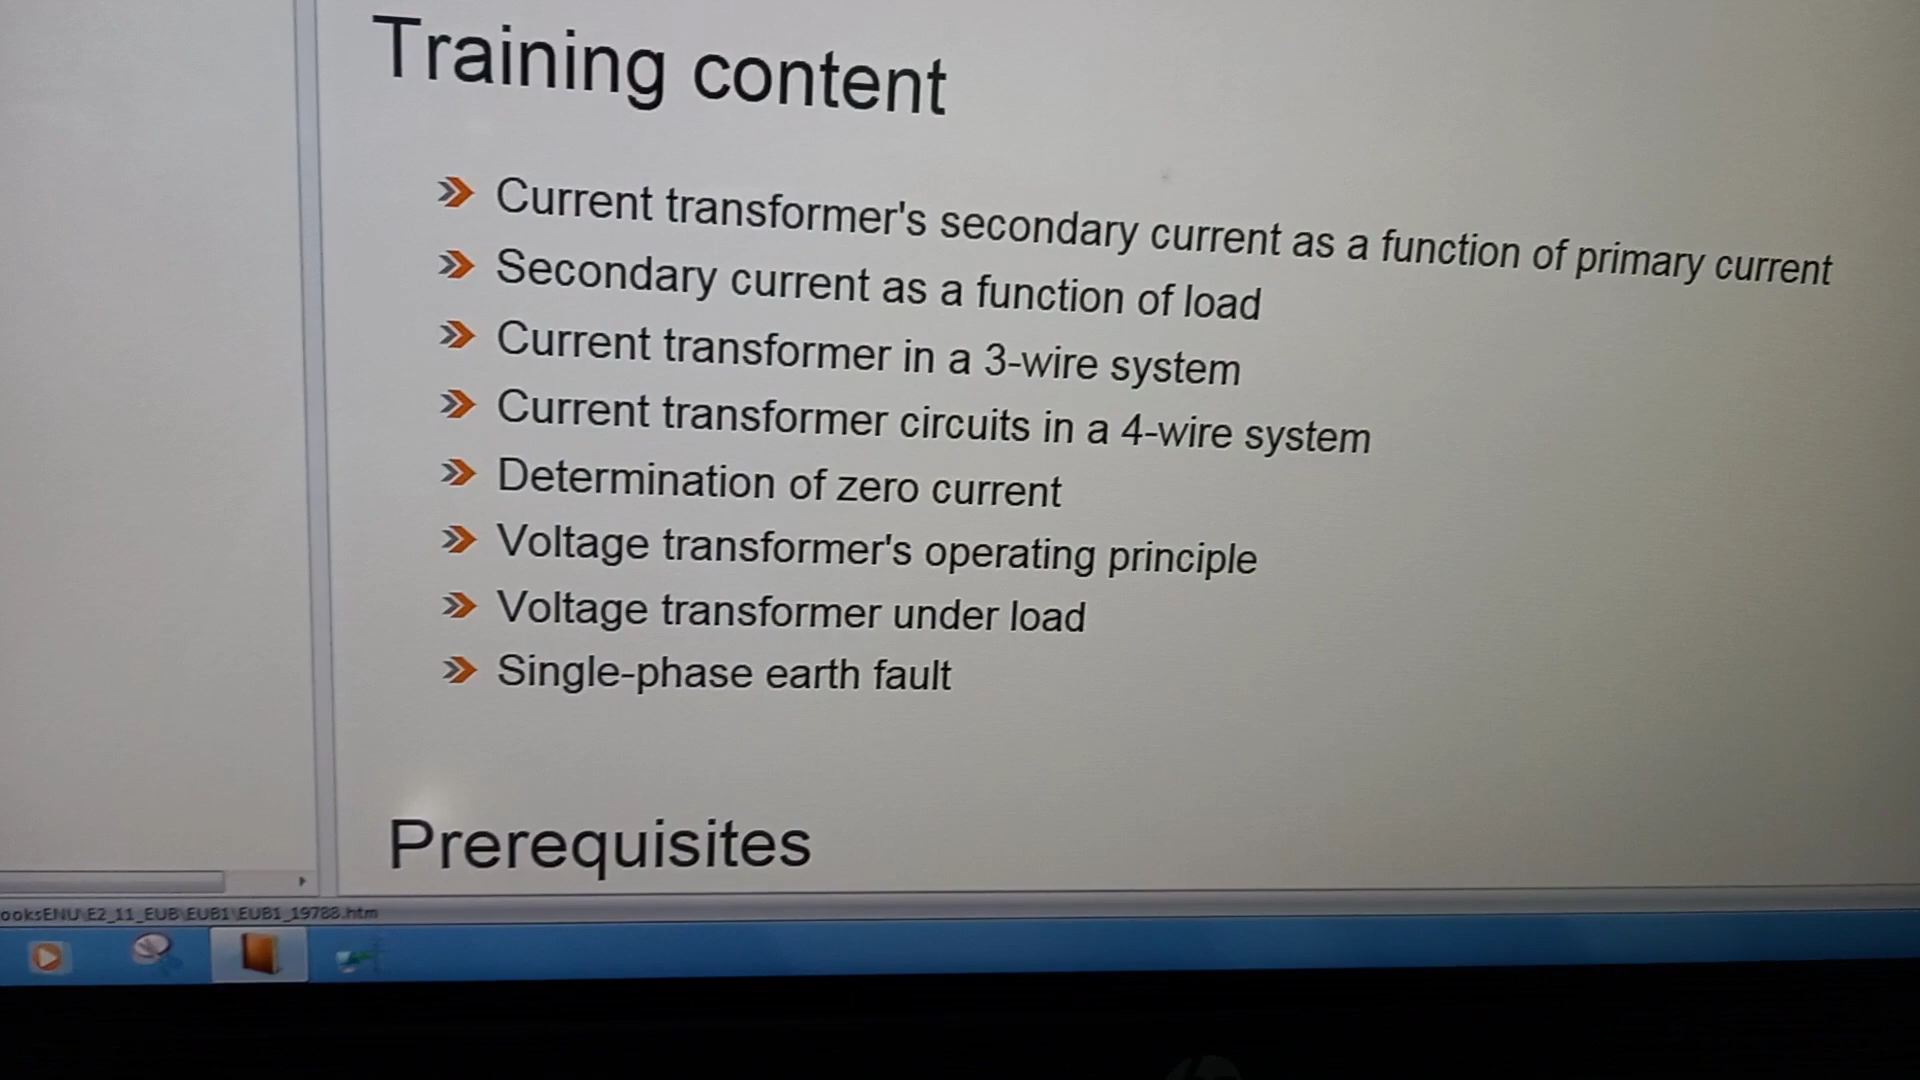 Training content
Current transformer's secondary current as a function of primary current
Secondary current as a function of load
Current transformer in a 3-wire system
Current transformer circuits in a 4-wire system
Determination of zero current
Voltage transformer's operating principle
Voltage transformer under load
Single-phase earth fault
Prerequisites
ooksENU\E2_11_EUB\EUB1\EUB1_19788.htm